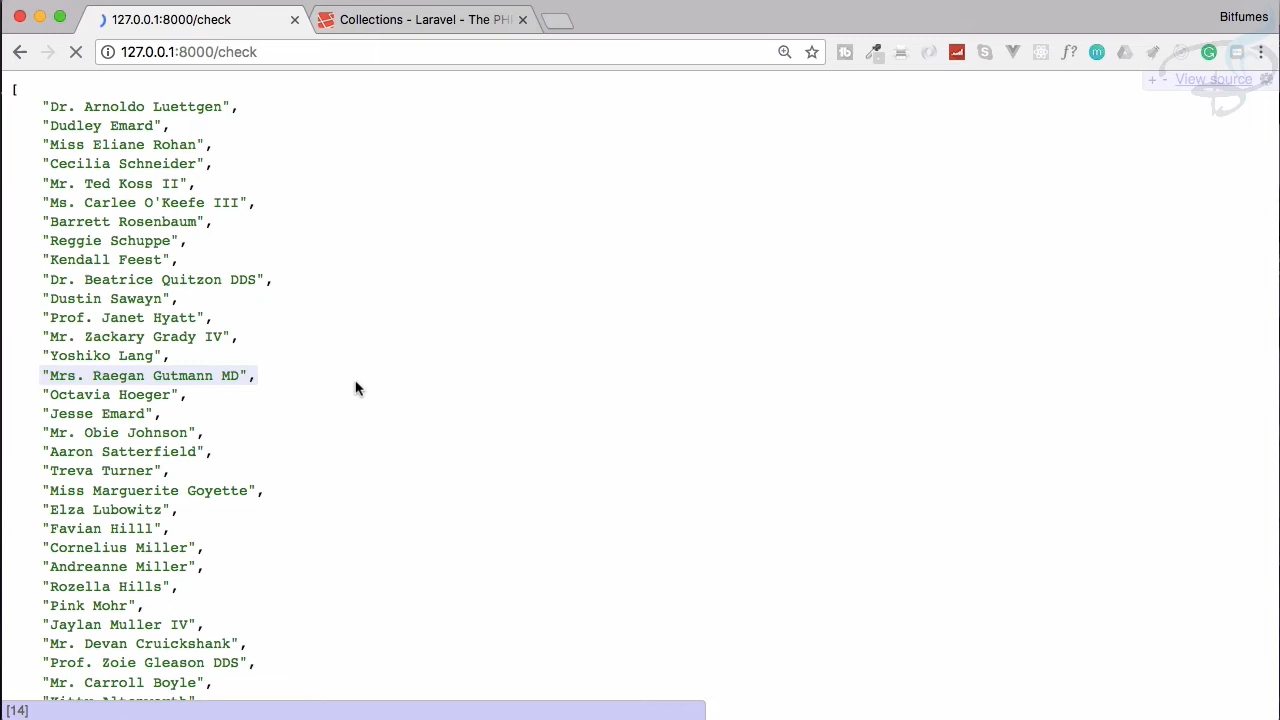 127.0.0.1:8000/check
Collections - Laravel - The PH
Bitfumes
127.0.0.1:8000/check
+ - View source
[
"Dr. Arnoldo Luettgen",
"Dudley Emard",
"Miss Eliane Rohan",
"Cecilia Schneider",
"Mr. Ted Koss II",
"Ms. Carlee O'Keefe III",
"Barrett Rosenbaum",
"Reggie Schuppe",
"Kendall Feest",
"Dr. Beatrice Quitzon DDS",
"Dustin Sawayn",
"Prof. Janet Hyatt",
"Mr. Zackary Grady IV",
"Yoshiko Lang",
"Mrs. Raegan Gutmann MD",
"Octavia Hoeger",
"Jesse Emard",
"Mr. Obie Johnson",
"Aaron Satterfield",
"Treva Turner",
"Miss Marguerite Goyette",
"Elza Lubowitz",
"Favian Hilll",
"Cornelius Miller",
"Andreanne Miller",
"Rozella Hills",
"Pink Mohr",
"Jaylan Muller IV",
"Mr. Devan Cruickshank",
"Prof. Zoie Gleason DDS",
"Mr. Carroll Boyle",
[14]